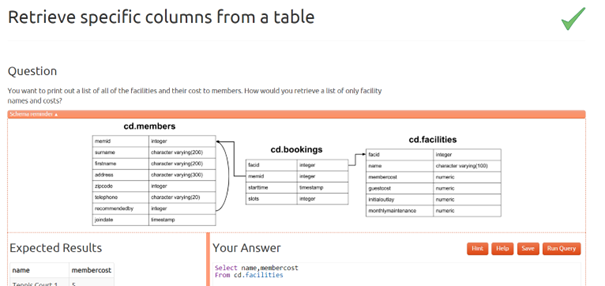 Retrieve specific columns from a table
Question
You want to print out a list of all of the facilities and their cost to members. How would you retrieve a list of only facility
names and costs?
Schema reminder ▲
cd.members
memid integer
surname character varying(200)
firstname character varying(200)
address character varying(300)
zipcode integer
telephone character varying(20)
recommendedby integer
joindate timestamp
cd.bookings
facid integer
memid integer
starttime timestamp
slots integer
cd.facilities
facid integer
name character varying(100)
membercost numeric
guestcost numeric
initialoutlay numeric
monthlymaintenance numeric
Expected Results
name membercost
Tennis Court 1 5
Your Answer
Hint Help Save Run Query
Select name,membercost
From cd.facilities